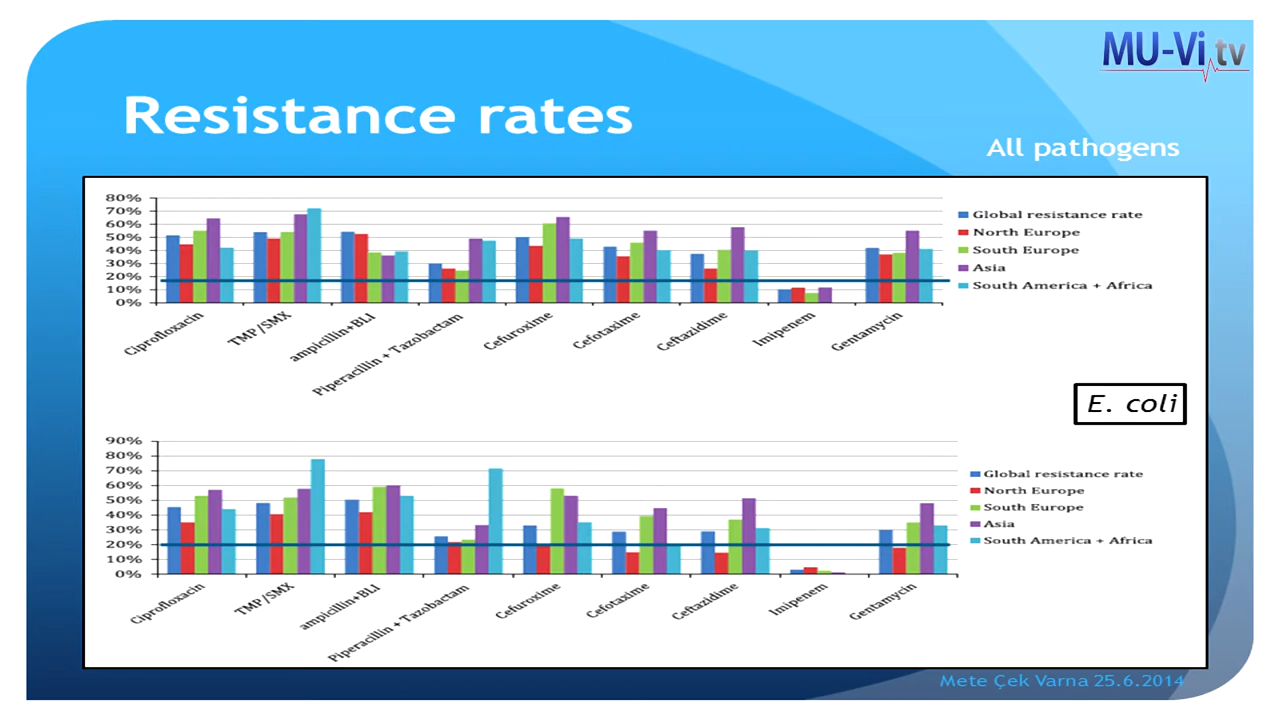 MU-Vi.tv
Resistance rates
All pathogens
80%
70%
60%
50%
40%
30%
20%
10%
0%
Ciprofloxacin
TMP/SMX
ampicillin+BLI
Piperacillin + Tazobactam
Cefuroxime
Cefotaxime
Ceftazidime
Imipenem
Gentamycin
Global resistance rate
North Europe
South Europe
Asia
South America + Africa
E. coli
90%
80%
70%
60%
50%
40%
30%
20%
10%
0%
Ciprofloxacin
TMP/SMX
ampicillin+BLI
Piperacillin + Tazobactam
Cefuroxime
Cefotaxime
Ceftazidime
Imipenem
Gentamycin
Global resistance rate
North Europe
South Europe
Asia
South America + Africa
Mete Çek Varna 25.6.2014